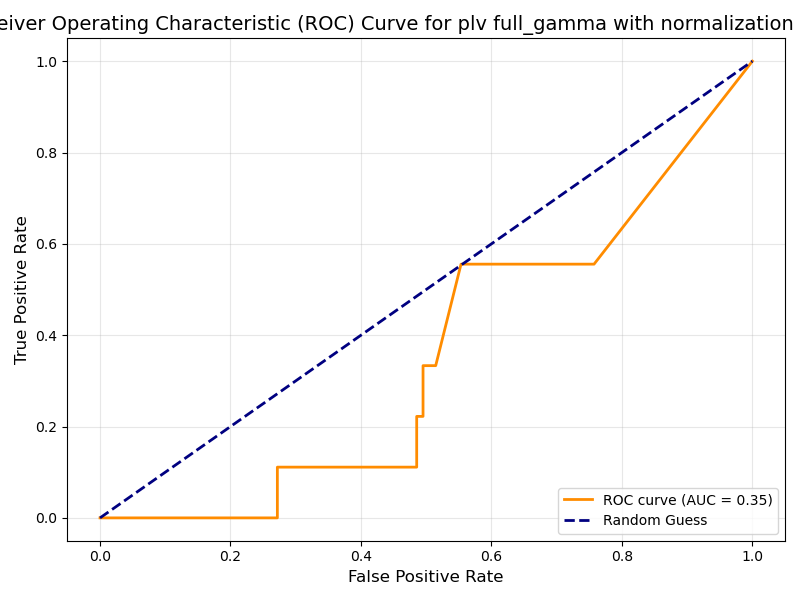 eiver Operating Characteristic (ROC) Curve for plv full_gamma with normalization
1.0
0.8
0.6
0.4
0.2
0.0
True Positive Rate
0.0 0.2 0.4 0.6 0.8 1.0
False Positive Rate
ROC curve (AUC = 0.35)
Random Guess